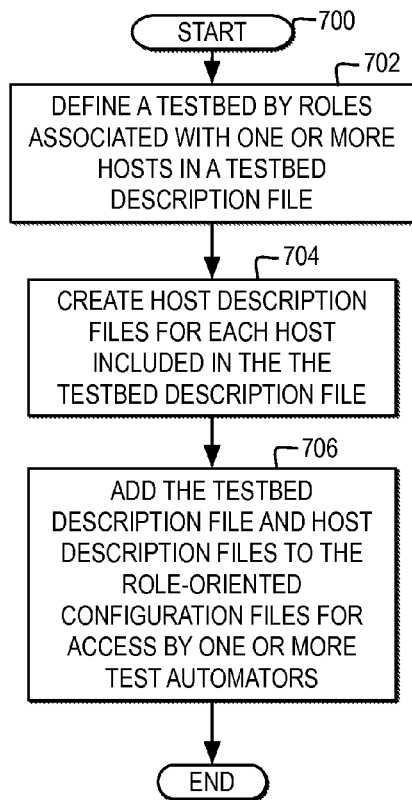 START
700
702
DEFINE A TESTBED BY ROLES
ASSOCIATED WITH ONE OR MORE
HOSTS IN A TESTBED
DESCRIPTION FILE
704
CREATE HOST DESCRIPTION
FILES FOR EACH HOST
INCLUDED IN THE THE
TESTBED DESCRIPTION FILE
706
ADD THE TESTBED
DESCRIPTION FILE AND HOST
DESCRIPTION FILES TO THE
ROLE-ORIENTED
CONFIGURATION FILES FOR
ACCESS BY ONE OR MORE
TEST AUTOMATORS
END